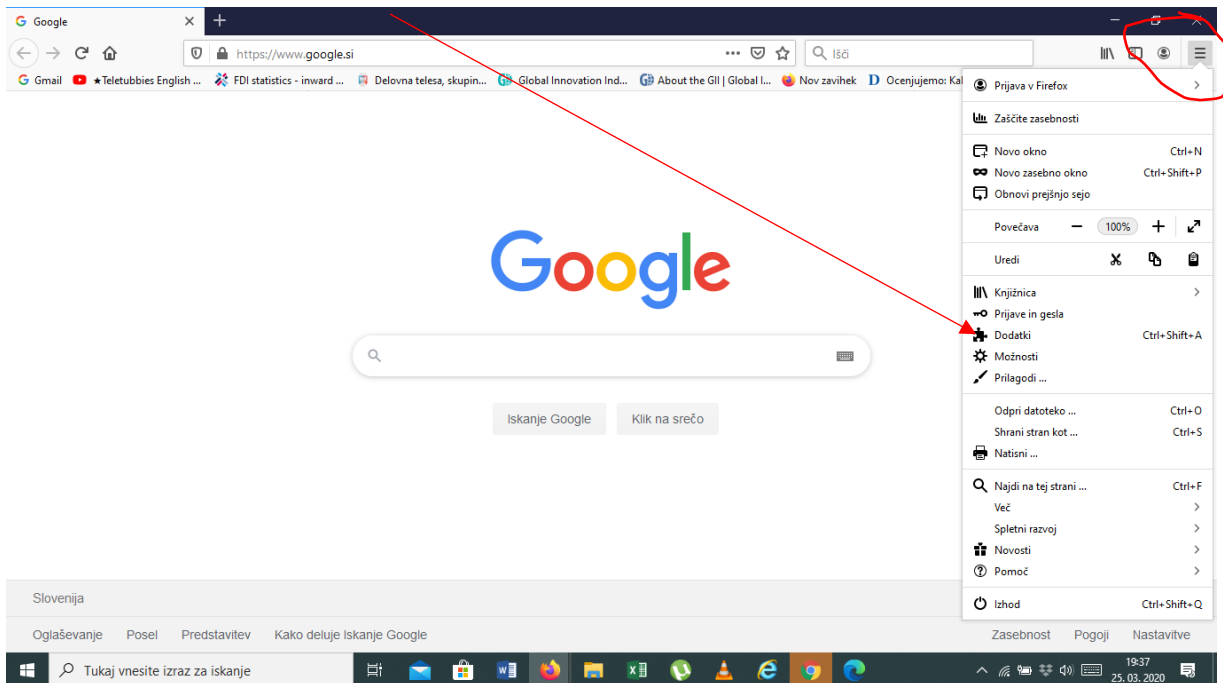 Google
https://www.google.si
Išči
Gmail ★Teletubbies English ... FDI statistics - inward ... Delovna telesa, skupin... Global Innovation Ind... About the GII | Global I... Nov zavihek Ocenjujemo: Kal
Prijava v Firefox
Zaščite zasebnosti
Novo okno Ctrl+N
Novo zasebno okno Ctrl+Shift+P
Obnovi prejšnjo sejo
Povečava 100%
Uredi
Knjižnica
Prijave in gesla
Dodatki Ctrl+Shift+A
Možnosti
Prilagodi ...
Odpri datoteko ... Ctrl+O
Shrani stran kot ... Ctrl+S
Natisni ...
Najdi na tej strani ... Ctrl+F
Več
Spletni razvoj
Novosti
Pomoč
Izhod Ctrl+Shift+Q
Google
Iskanje Google Klik na srečo
Slovenija
Oglaševanje Posel Predstavitev Kako deluje Iskanje Google Zasebnost Pogoji Nastavitve
Tukaj vnesite izraz za iskanje
19:37
25. 03. 2020